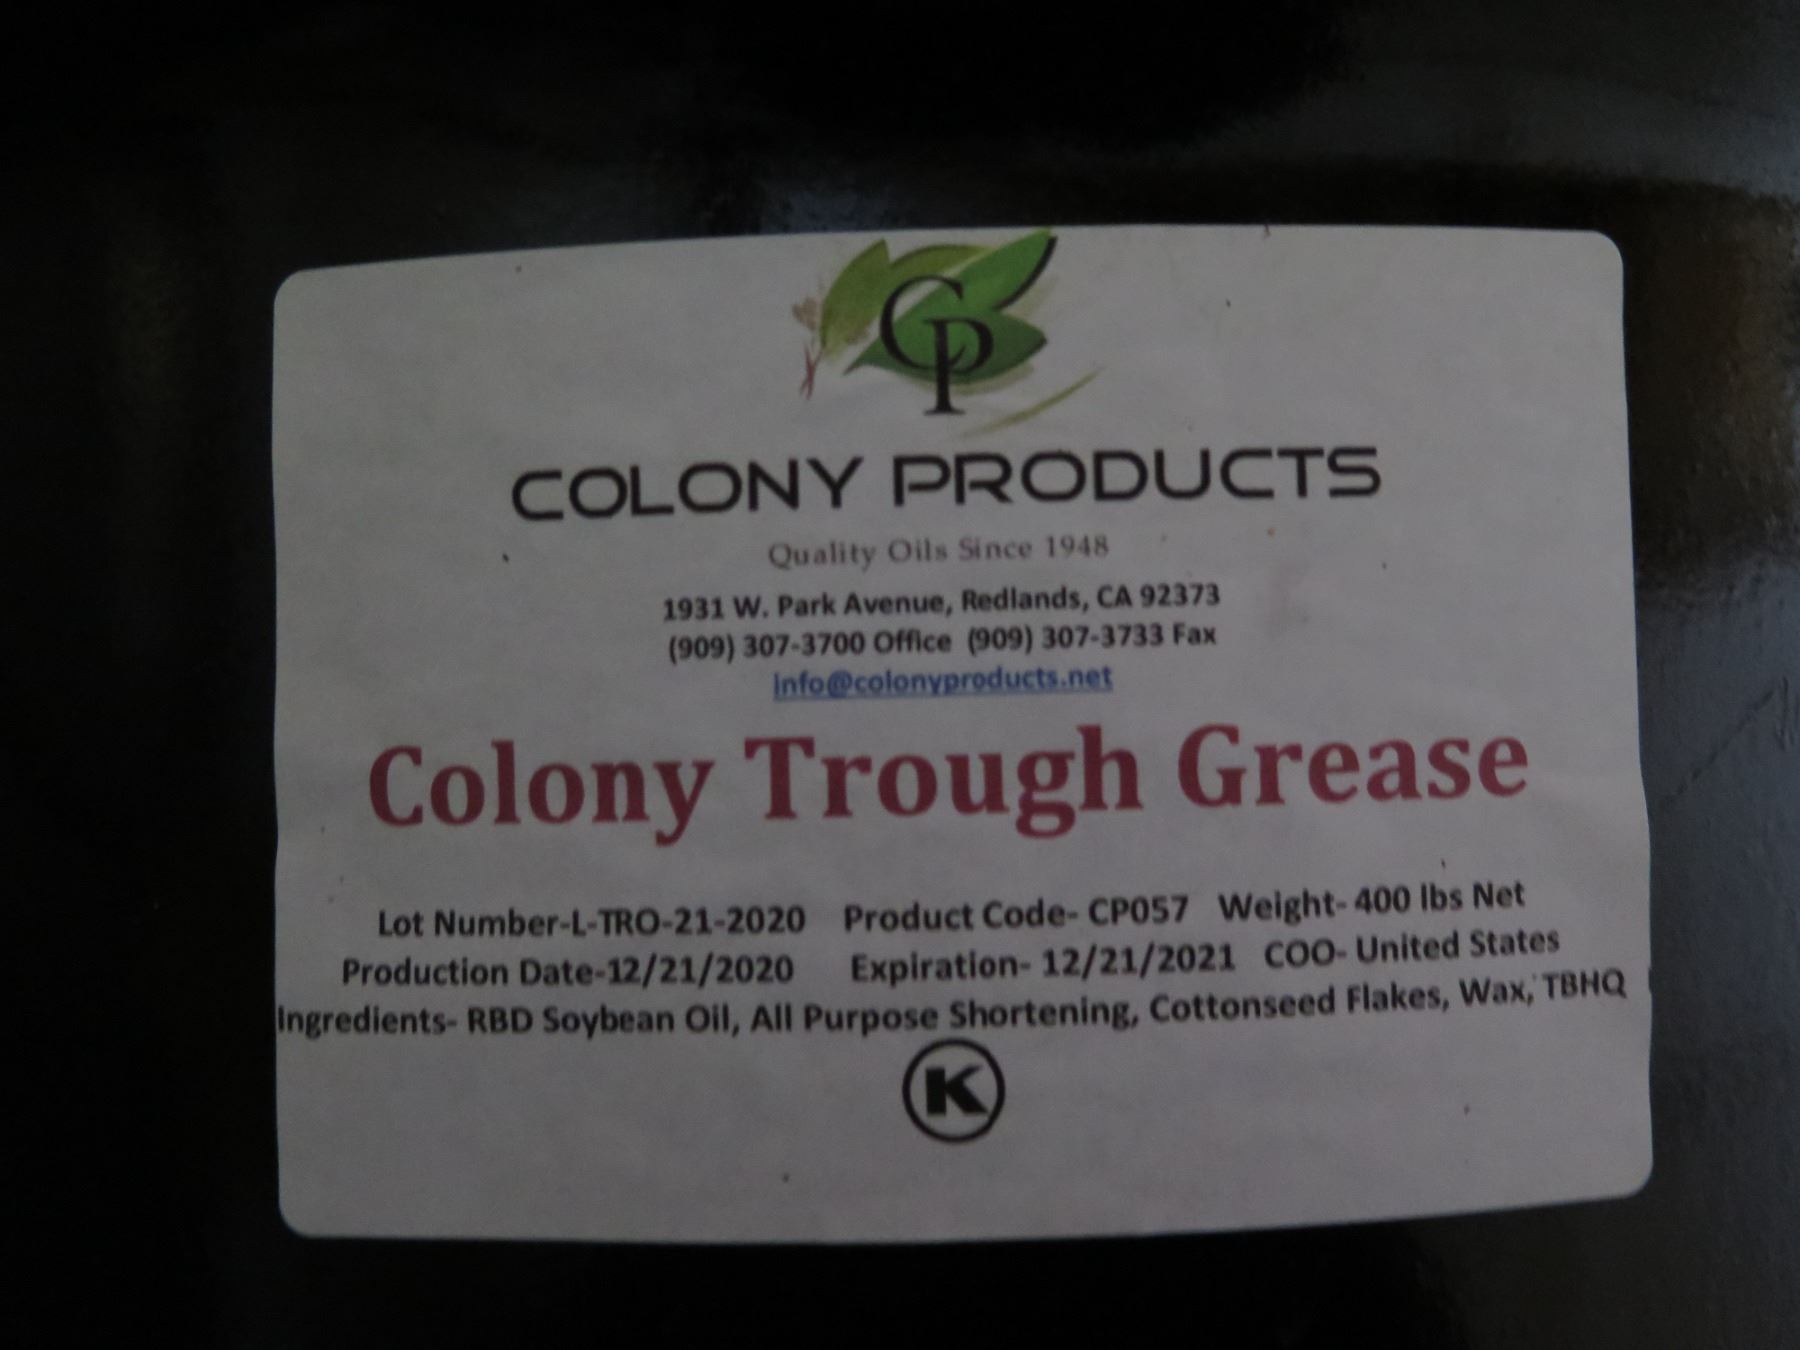 CP
COLONY PRODUCTS
Quality Oils Since 1948
1931 W. Park Avenue, Redlands, CA 92373
(909) 307-3700 Office (909) 307-3733 Fax
info@colonyproducts.net
Colony Trough Grease
Lot Number-L-TRO-21-2020 Product Code- CP057 Weight- 400 lbs Net
Production Date-12/21/2020 Expiration- 12/21/2021 COO- United States
Ingredients- RBD Soybean Oil, All Purpose Shortening, Cottonseed Flakes, Wax, TBHQ
K